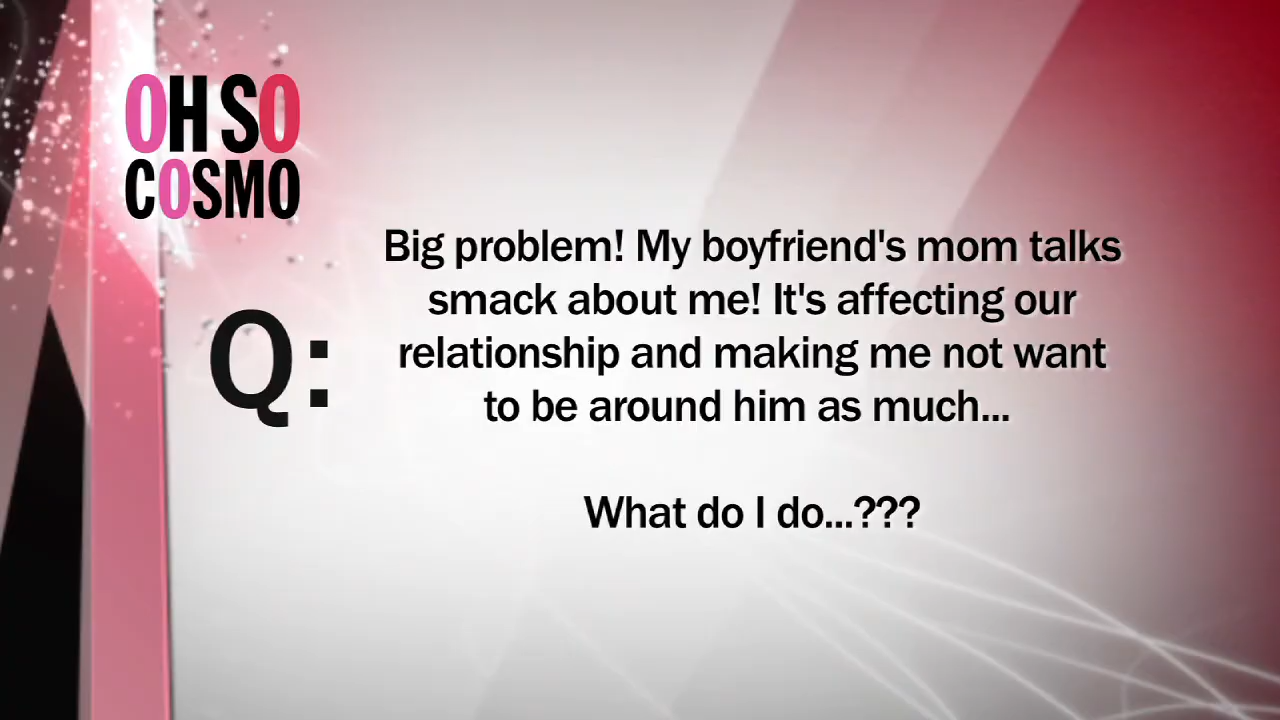 OH SO
COSMO
Q:
Big problem! My boyfriend's mom talks
smack about me! It's affecting our
relationship and making me not want
to be around him as much...
What do I do...???